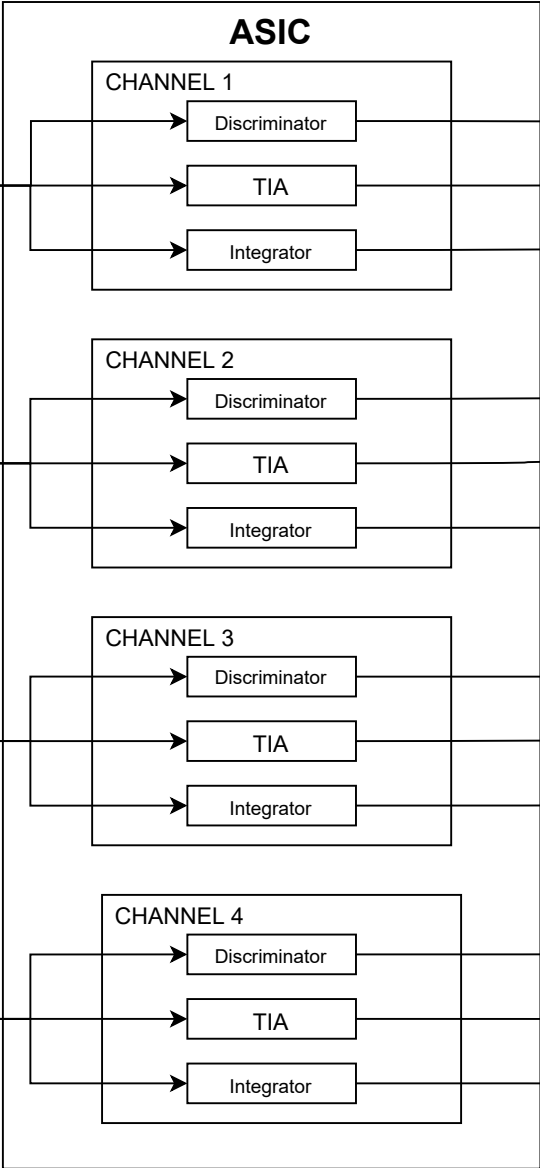 ASIC
CHANNEL 1
Discriminator
TIA
Integrator
CHANNEL 2
Discriminator
TIA
Integrator
CHANNEL 3
Discriminator
TIA
Integrator
CHANNEL 4
Discriminator
TIA
Integrator